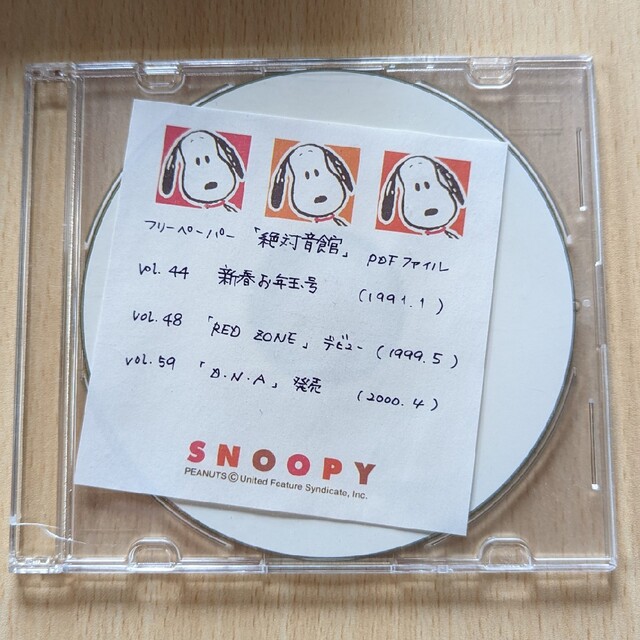 フリーペーパー 「絶対音館」 PDFファイル
vol. 44 新春お年玉号 (1991.1)
vol. 48 「RED ZONE」 デビュー (1999.5)
vol. 59 「D.N.A」 発売 (2000.4)
SNOOPY
PEANUTS © United Feature Syndicate, Inc.